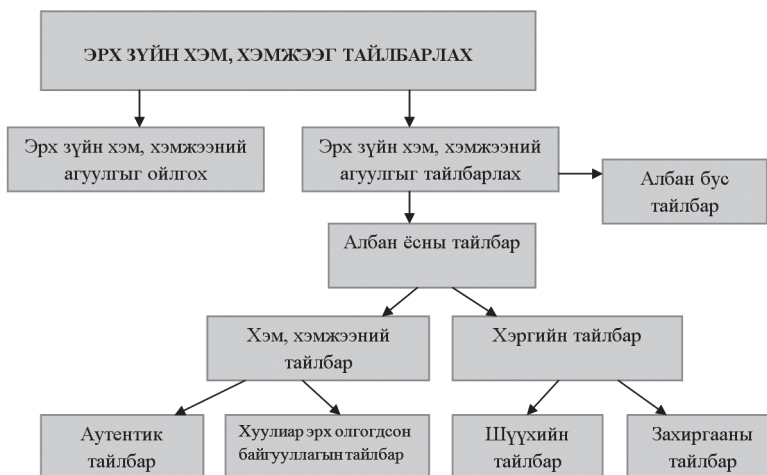 ЭРХ ЗҮЙН ХЭМ, ХЭМЖЭЭГ ТАЙЛБАРЛАХ
Эрх зүйн хэм, хэмжээний
агуулгыг ойлгох
Эрх зүйн хэм, хэмжээний
агуулгыг тайлбарлах
Албан бус
тайлбар
Албан ёсны тайлбар
Хэм, хэмжээний
тайлбар
Хэргийн тайлбар
Аутентик
тайлбар
Хуулиар эрх олгогдсон
байгууллагын тайлбар
Шүүхийн
тайлбар
Захиргааны
тайлбар